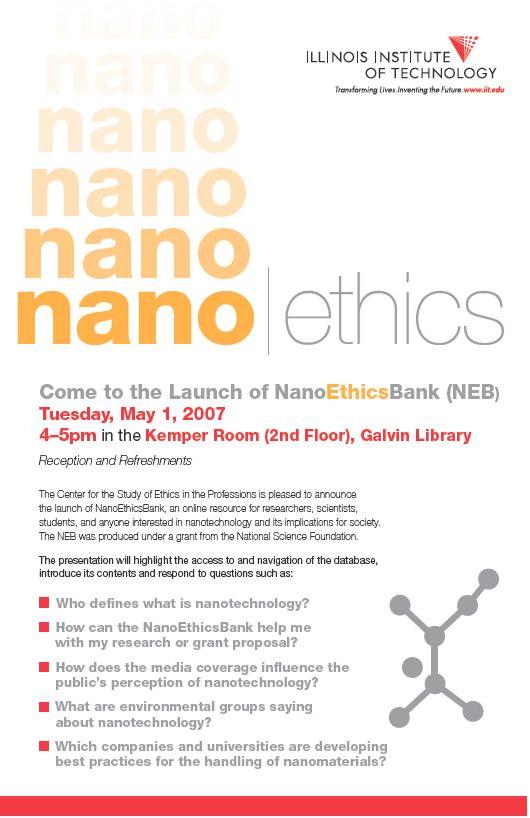 nano
nano
nano
nano
nano
nano ethics
ILLINOIS INSTITUTE
OF TECHNOLOGY
Transforming Lives.Inventing the Future.www.iit.edu
Come to the Launch of NanoEthicsBank (NEB)
Tuesday, May 1, 2007
4–5pm in the Kemper Room (2nd Floor), Galvin Library
Reception and Refreshments
The Center for the Study of Ethics in the Professions is pleased to announce
the launch of NanoEthicsBank, an online resource for researchers, scientists,
students, and anyone interested in nanotechnology and its implications for society.
The NEB was produced under a grant from the National Science Foundation.
The presentation will highlight the access to and navigation of the database,
introduce its contents and respond to questions such as:
Who defines what is nanotechnology?
How can the NanoEthicsBank help me
with my research or grant proposal?
How does the media coverage influence the
public's perception of nanotechnology?
What are environmental groups saying
about nanotechnology?
Which companies and universities are developing
best practices for the handling of nanomaterials?